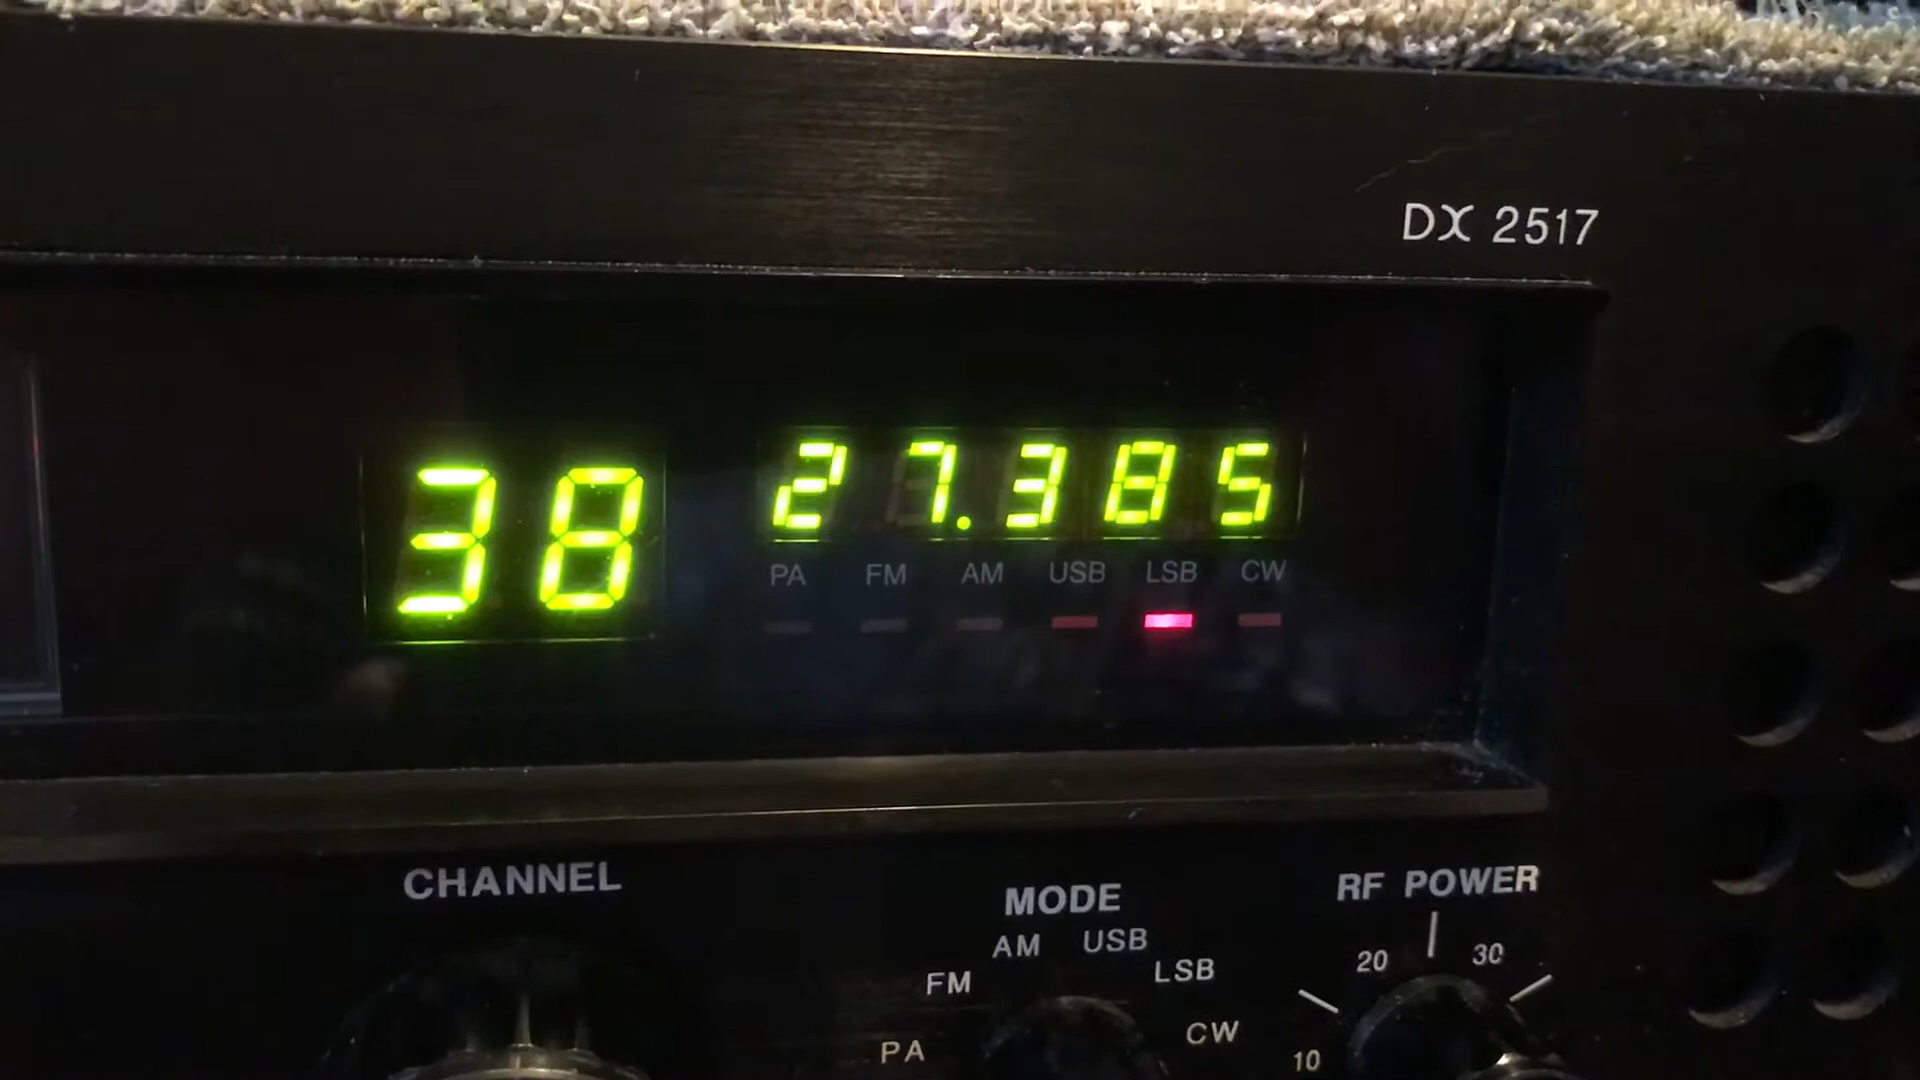 DX 2517
38 27.385
PA FM AM USB LSB CW
CHANNEL
MODE
RF POWER
AM USB
20 30
FM LSB
PA CW
10